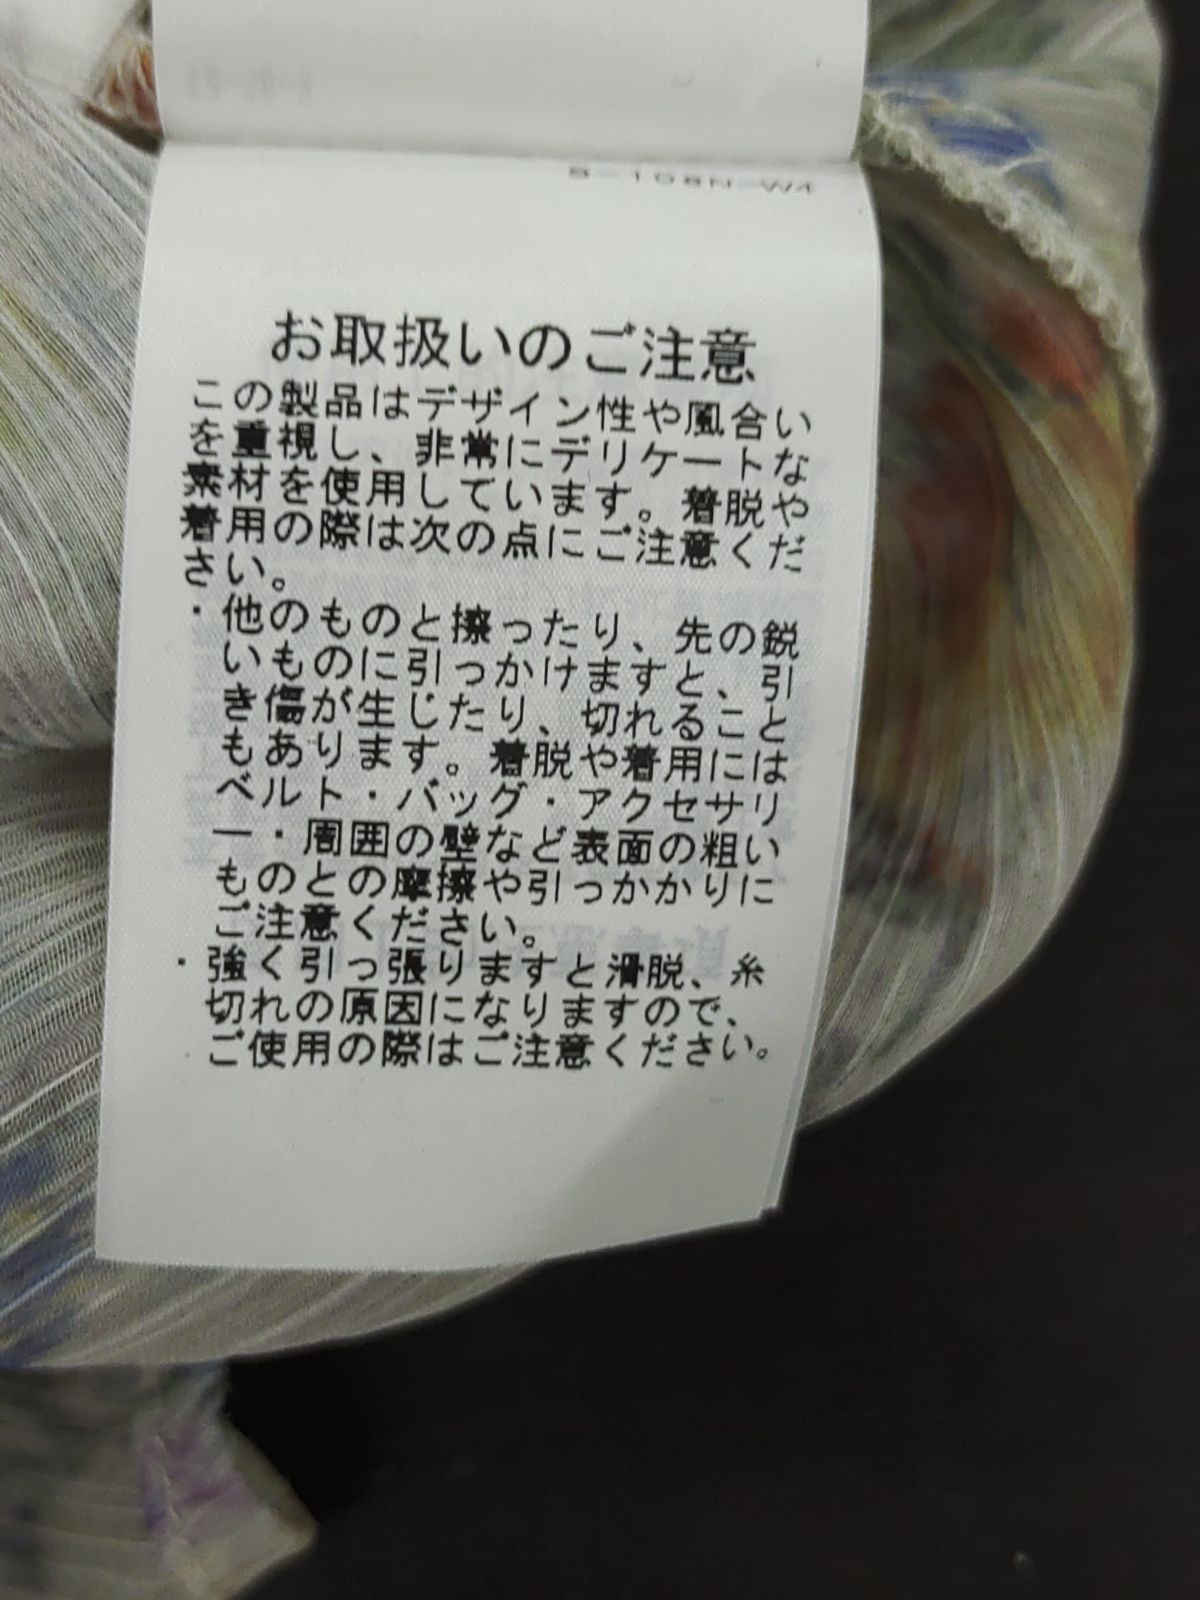 S-108N-W4
お取扱いのご注意
この製品はデザイン性や風合い
を重視し、非常にデリケートな
素材を使用しています。着脱や
着用の際は次の点にご注意くだ
さい。
・他のものと擦ったり、先の鋭
いものに引っかけますと、引
き傷が生じたり、切れること
もあります。着脱や着用には
ベルト・バッグ・アクセサリ
ー・周囲の壁など表面の粗い
ものとの摩擦や引っかかりに
ご注意ください。
・強く引っ張りますと滑脱、糸
切れの原因になりますので、
ご使用の際はご注意ください。